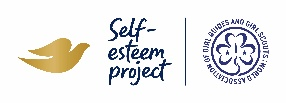 Self-
esteem
project
WORLD ASSOCIATION OF GIRL GUIDES AND GIRL SCOUTS